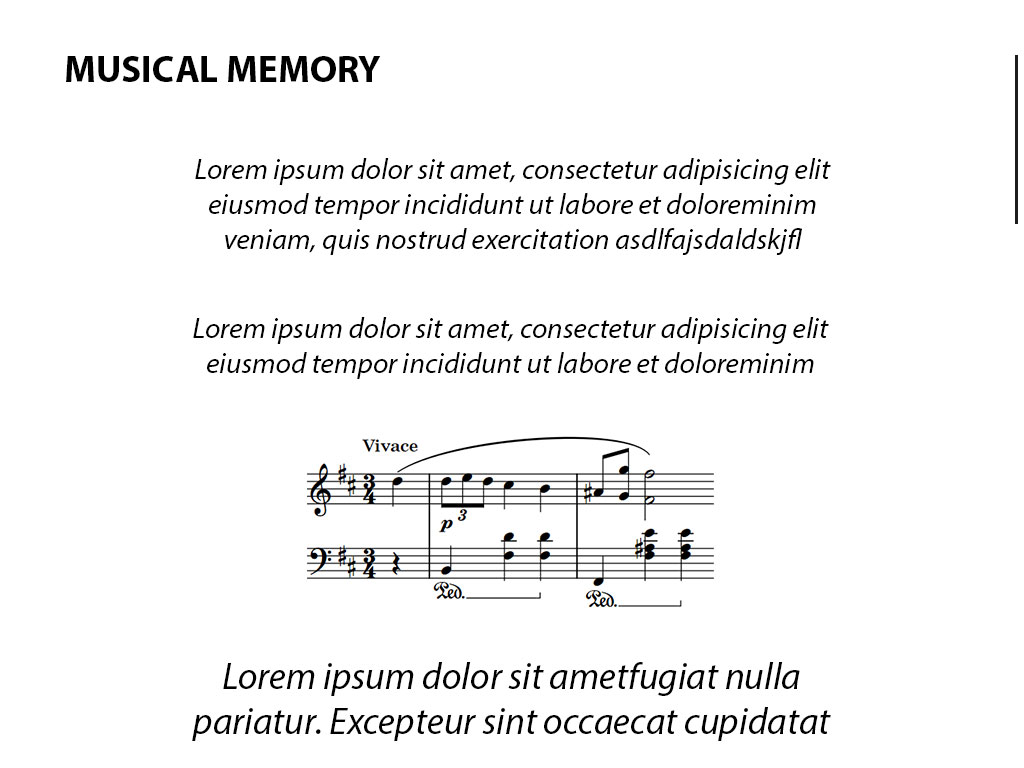 MUSICAL MEMORY
Lorem ipsum dolor sit amet, consectetur adipisicing elit
eiusmod tempor incididunt ut labore et doloreminim
veniam, quis nostrud exercitation asdlfajsdaldskjfl
Lorem ipsum dolor sit amet, consectetur adipisicing elit
eiusmod tempor incididunt ut labore et doloreminim
Vivace
3
4
3
p
3
4
Ped.
Ped.
Lorem ipsum dolor sit ametfugiat nulla
pariatur. Excepteur sint occaecat cupidatat